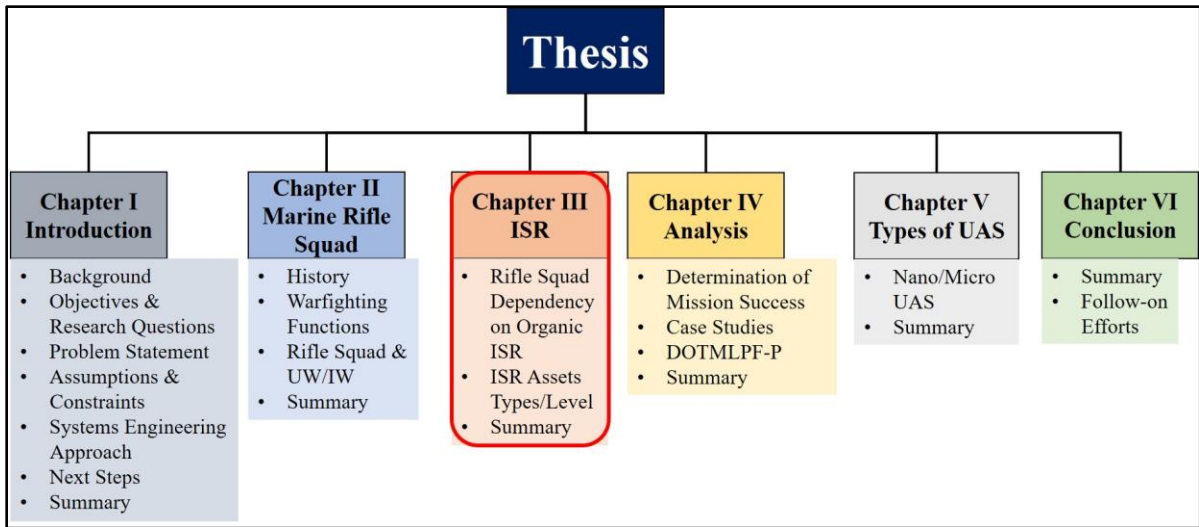 Thesis
Chapter I
Introduction
• Background
• Objectives &
Research Questions
• Problem Statement
• Assumptions &
Constraints
• Systems Engineering
Approach
• Next Steps
• Summary
Chapter II
Marine Rifle
Squad
• History
• Warfighting
Functions
• Rifle Squad &
UW/IW
• Summary
Chapter III
ISR
• Rifle Squad
Dependency
on Organic
ISR
• ISR Assets
Types/Level
• Summary
Chapter IV
Analysis
• Determination of
Mission Success
• Case Studies
• DOTMLPF-P
• Summary
Chapter V
Types of UAS
• Nano/Micro
UAS
• Summary
Chapter VI
Conclusion
• Summary
• Follow-on
Efforts